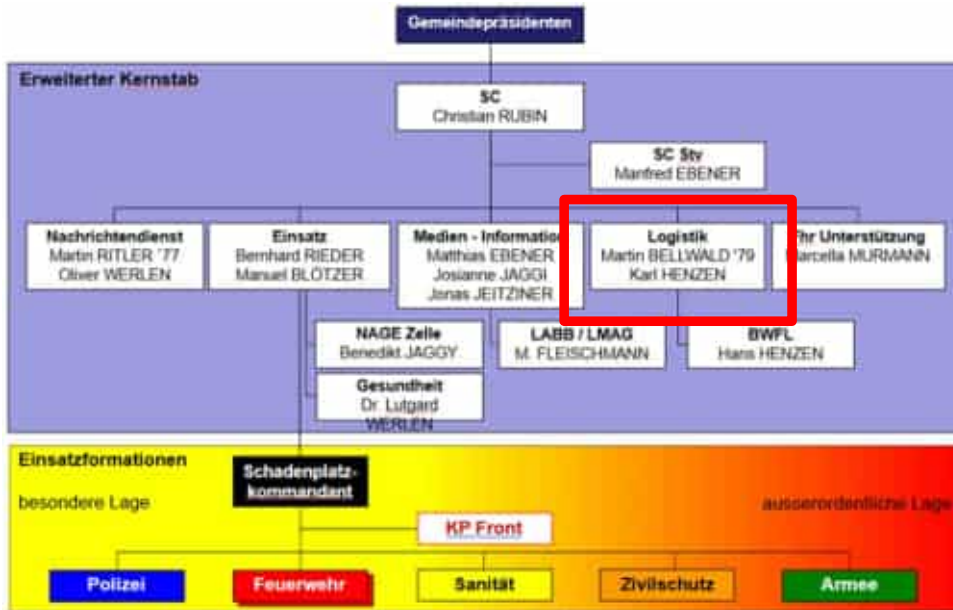 Gemeindepräsidenten
Erweiterter Kernstab
SC
Christian RUBIN
SC Stv
Manfred EBENER
Nachrichtendienst
Martin RITLER '77
Oliver WERLEN
Einsatz
Bernhard RIEDER
Manuel BLOTZER
Medien - Information
Matthias EBENER
Josianne JAGGI
Jonas JEITZINER
Logistik
Martin BELLWALD '79
Karl HENZEN
Unterstützung
MURMANN
NAGE Zelle
Benedikt JAGGY
LABB / LMAG
M. FLEISCHMANN
BWFL
Hans HENZEN
Gesundheit
Dr. Lutgard
WERLEN
Einsatzformationen
besondere Lage
Schadenplatz-
kommandant
ausserordentliche Lage
KP Front
Polizei
Feuerwehr
Sanität
Zivilschutz
Armee